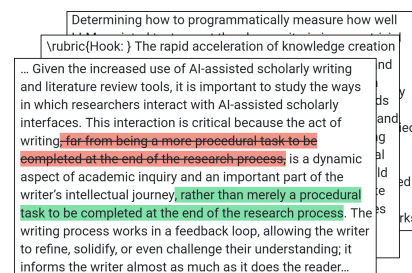 Determining how to programmatically measure how well
\rubric{Hook: } The rapid acceleration of knowledge creation
... Given the increased use of AI-assisted scholarly writing
and literature review tools, it is important to study the ways
in which researchers interact with AI-assisted scholarly
interfaces. This interaction is critical because the act of
writing, far from being a more procedural task to be
completed at the end of the research process, is a dynamic
aspect of academic inquiry and an important part of the
writer's intellectual journey, rather than merely a procedural
task to be completed at the end of the research process. The
writing process works in a feedback loop, allowing the writer
to refine, solidify, or even challenge their understanding; it
informs the writer almost as much as it does the reader...